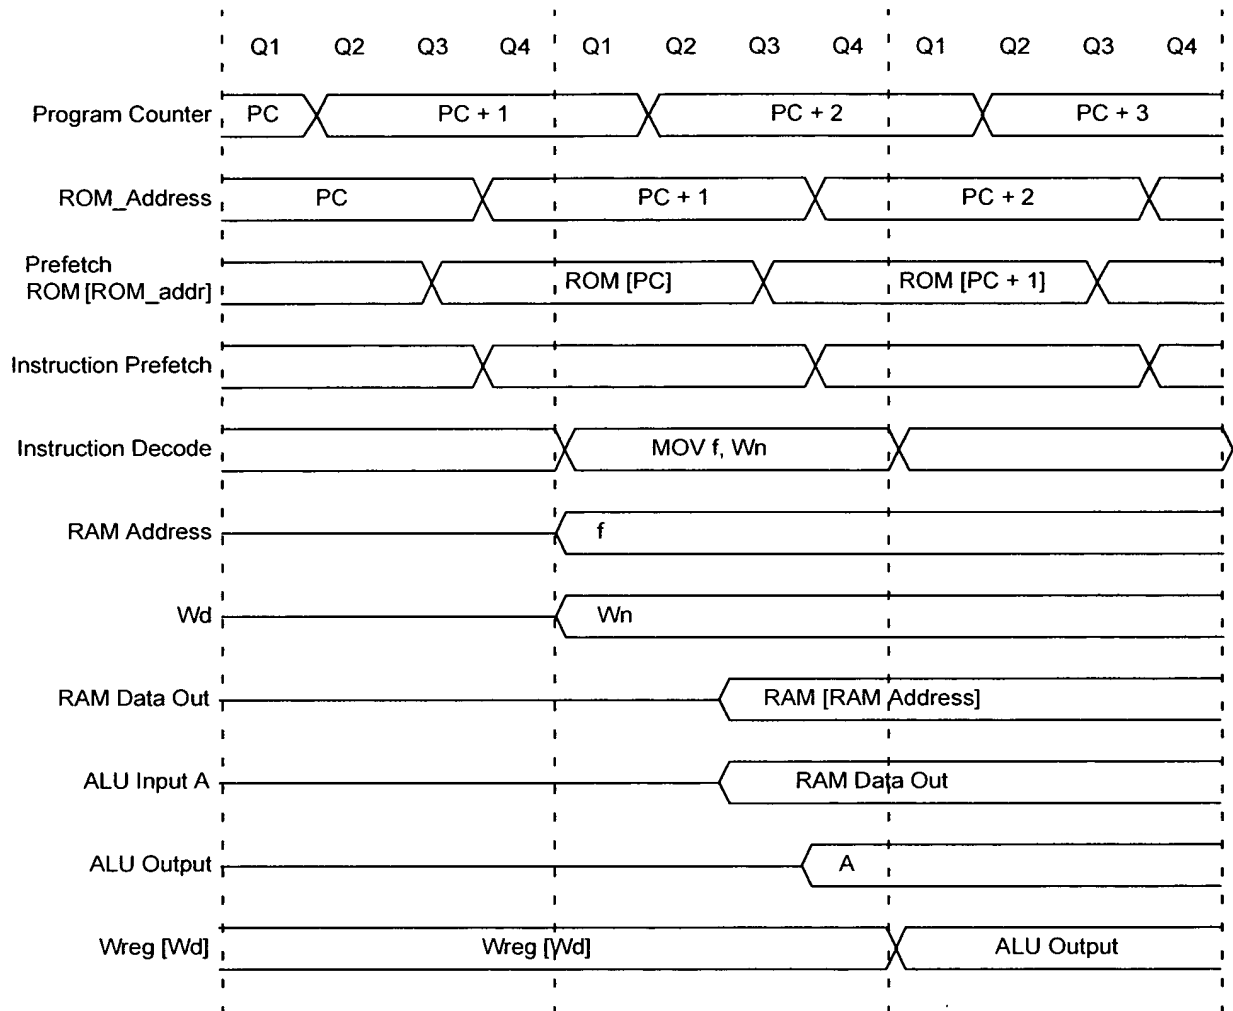 Q1 Q2 Q3 Q4 Q1 Q2 Q3 Q4 Q1 Q2 Q3 Q4
Program Counter PC PC + 1 PC + 2 PC + 3
ROM_Address PC PC + 1 PC + 2
Prefetch
ROM [ROM_addr] ROM [PC] ROM [PC + 1]
Instruction Prefetch
Instruction Decode MOV f, Wn
RAM Address f
Wd Wn
RAM Data Out RAM [RAM Address]
ALU Input A RAM Data Out
ALU Output A
Wreg [Wd] Wreg [Wd] ALU Output